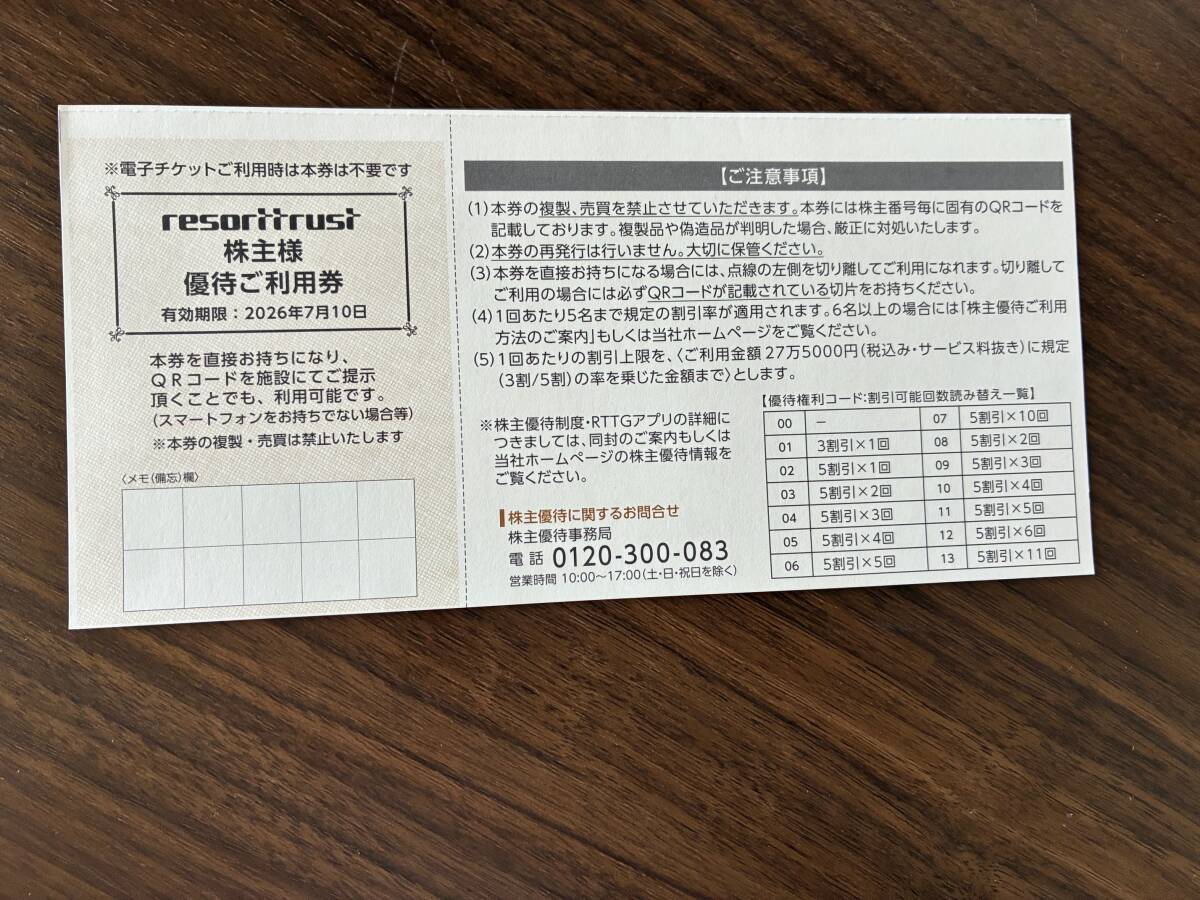 ※電子チケットご利用時は本券は不要です
resorttrust
株主様
優待ご利用券
有効期限：2026年7月10日
本券を直接お持ちになり、
QRコードを施設にてご提示
頂くことでも、利用可能です。
(スマートフォンをお持ちでない場合等)
※本券の複製・売買は禁止いたします
〈メモ(備忘)欄〉
【ご注意事項】
(1)本券の複製、売買を禁止させていただきます。本券には株主番号毎に固有のQRコードを
記載しております。複製品や偽造品が判明した場合、厳正に対処いたします。
(2)本券の再発行は行いません。大切に保管ください。
(3)本券を直接お持ちになる場合には、点線の左側を切り離してご利用になれます。切り離して
ご利用の場合には必ずQRコードが記載されている切片をお持ちください。
(4)1回あたり5名まで規定の割引率が適用されます。6名以上の場合には「株主優待ご利用
方法のご案内」もしくは当社ホームページをご覧ください。
(5)1回あたりの割引上限を、〈ご利用金額 27万5000円(税込み・サービス料抜き)に規定
(3割/5割)の率を乗じた金額まで〉とします。
※株主優待制度・RTTGアプリの詳細に
つきましては、同封のご案内もしくは
当社ホームページの株主優待情報を
ご覧ください。
株主優待に関するお問合せ
株主優待事務局
電話 0120-300-083
営業時間 10:00〜17:00(土・日・祝日を除く)
【優待権利コード:割引可能回数読み替え一覧】
00 − 07 5割引×10回
01 3割引×1回 08 5割引×2回
02 5割引×1回 09 5割引×3回
03 5割引×2回 10 5割引×4回
04 5割引×3回 11 5割引×5回
05 5割引×4回 12 5割引×6回
06 5割引×5回 13 5割引×11回